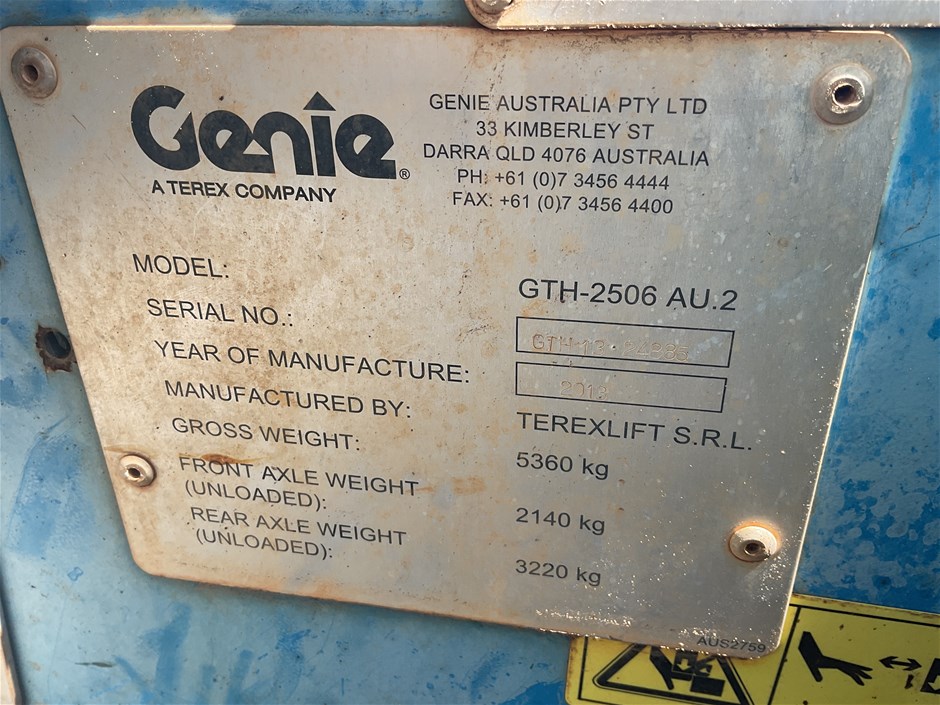 Genie®
A TEREX COMPANY
GENIE AUSTRALIA PTY LTD
33 KIMBERLEY ST
DARRA QLD 4076 AUSTRALIA
PH: +61 (0)7 3456 4444
FAX: +61 (0)7 3456 4400
MODEL: GTH-2506 AU.2
SERIAL NO.:
YEAR OF MANUFACTURE:
MANUFACTURED BY: TEREXLIFT S.R.L.
GROSS WEIGHT: 5360 kg
FRONT AXLE WEIGHT
(UNLOADED): 2140 kg
REAR AXLE WEIGHT
(UNLOADED): 3220 kg
AUS2759